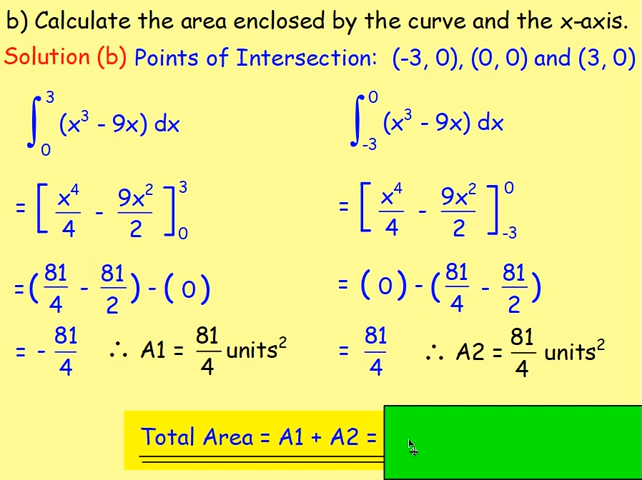 b) Calculate the area enclosed by the curve and the x-axis.
Solution (b) Points of Intersection: (-3, 0), (0, 0) and (3, 0)
∫₀³ (x³ - 9x) dx
= [ x⁴/4 - 9x²/2 ]₀³
= ( 81/4 - 81/2 ) - ( 0 )
= - 81/4 ∴ A1 = 81/4 units²
∫₋₃⁰ (x³ - 9x) dx
= [ x⁴/4 - 9x²/2 ]₋₃⁰
= ( 0 ) - ( 81/4 - 81/2 )
= 81/4 ∴ A2 = 81/4 units²
Total Area = A1 + A2 =